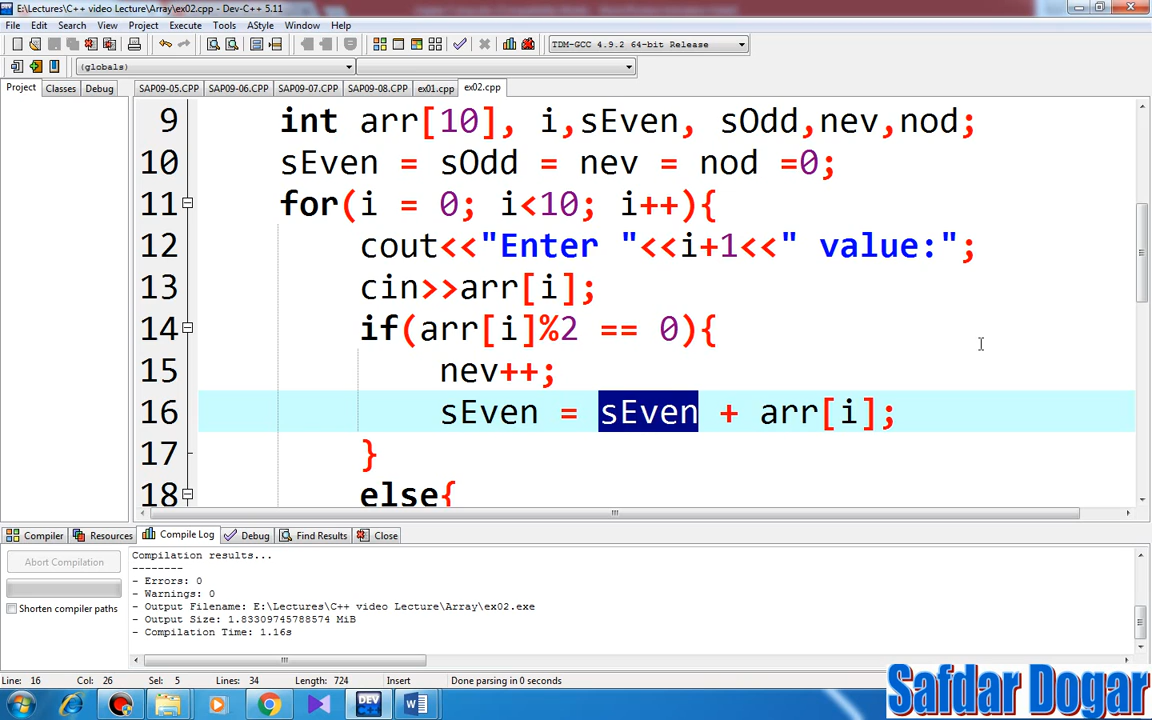 E:\Lectures\C++ video Lecture\Array\ex02.cpp - Dev-C++ 5.11
File Edit Search View Project Execute Tools AStyle Window Help
TDM-GCC 4.9.2 64-bit Release
(globals)
Project Classes Debug SAP09-05.CPP SAP09-06.CPP SAP09-07.CPP SAP09-08.CPP ex01.cpp ex02.cpp
9 int arr[10], i,sEven, sOdd,nev,nod;
10 sEven = sOdd = nev = nod =0;
11 for(i = 0; i<10; i++){
12 cout<<"Enter "<<i+1<<" value:";
13 cin>>arr[i];
14 if(arr[i]%2 == 0){
15 nev++;
16 sEven = sEven + arr[i];
17 }
18 else{
Compiler Resources Compile Log Debug Find Results Close
Abort Compilation
Shorten compiler paths
Compilation results...
--------
- Errors: 0
- Warnings: 0
- Output Filename: E:\Lectures\C++ video Lecture\Array\ex02.exe
- Output Size: 1.83309745788574 MiB
- Compilation Time: 1.16s
Line: 16 Col: 26 Sel: 5 Lines: 34 Length: 724 Insert Done parsing in 0 seconds
DEV
Safdar Dogar